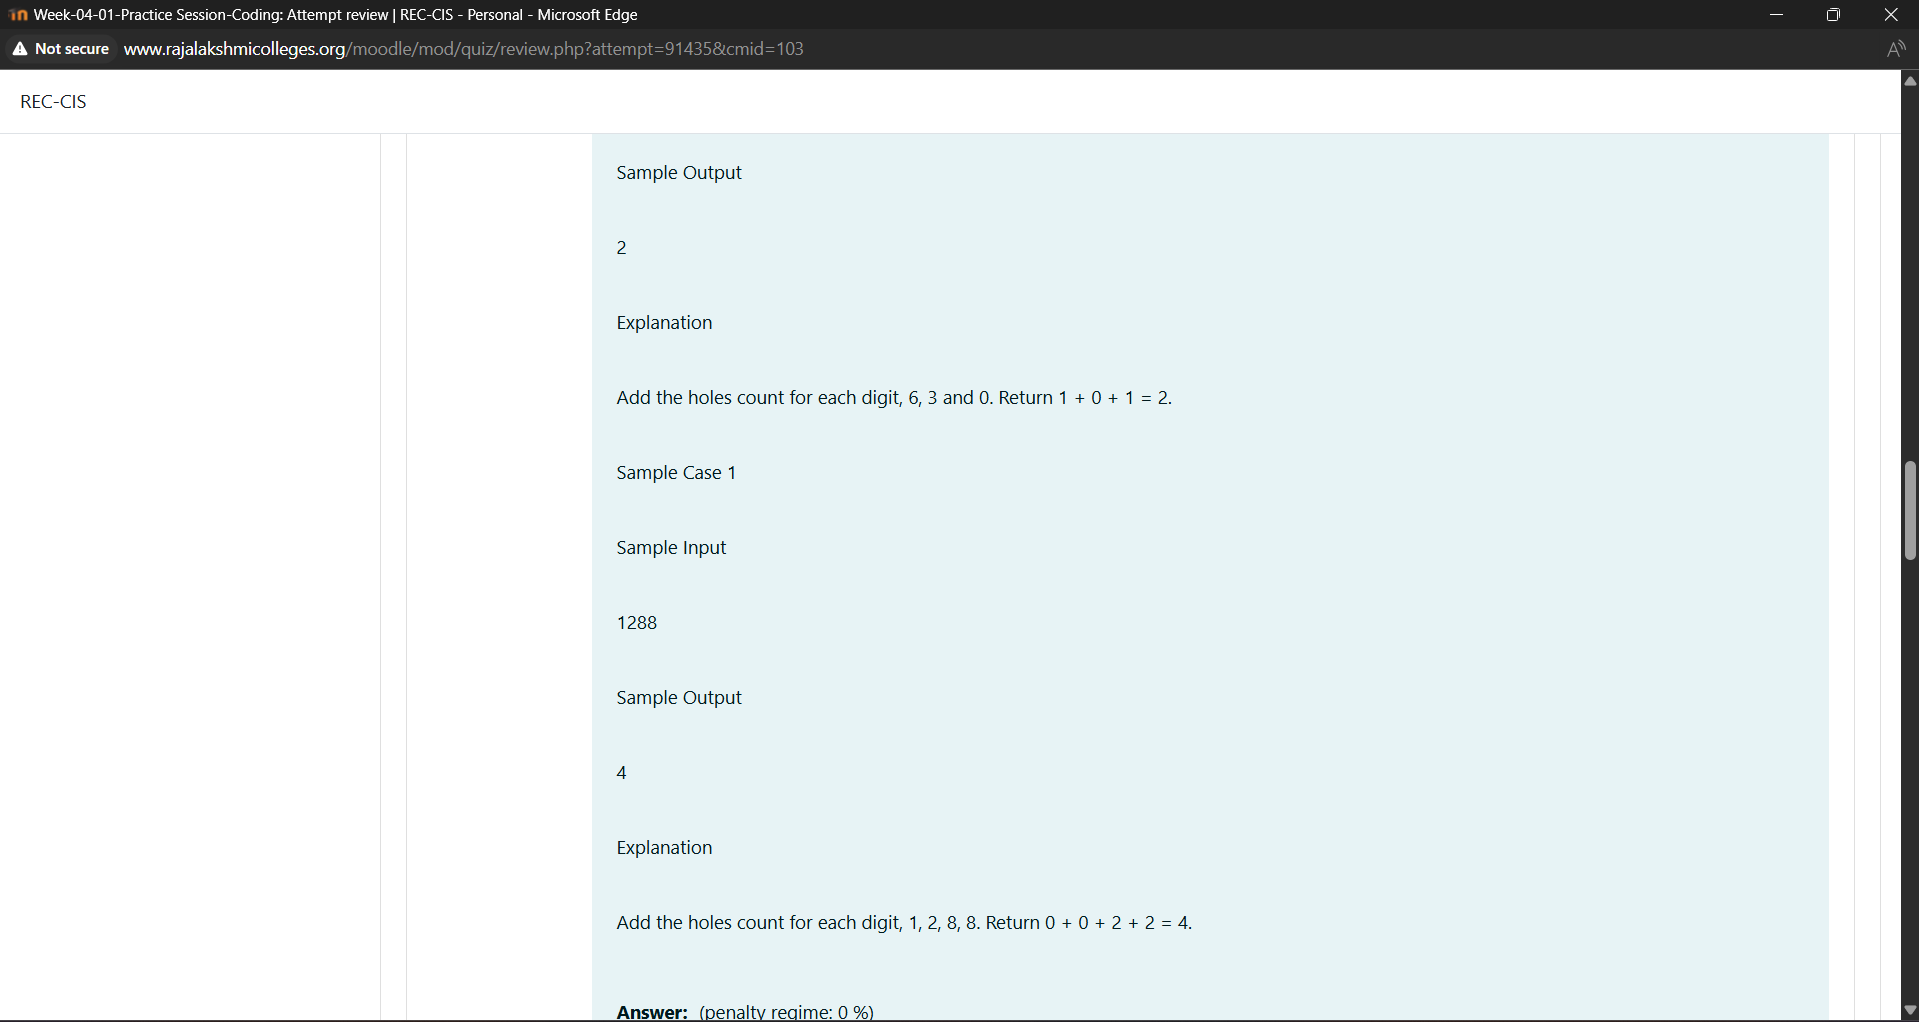 Week-04-01-Practice Session-Coding: Attempt review | REC-CIS - Personal - Microsoft Edge
Not secure www.rajalakshmicolleges.org/moodle/mod/quiz/review.php?attempt=91435&cmid=103
REC-CIS
Sample Output
2
Explanation
Add the holes count for each digit, 6, 3 and 0. Return 1 + 0 + 1 = 2.
Sample Case 1
Sample Input
1288
Sample Output
4
Explanation
Add the holes count for each digit, 1, 2, 8, 8. Return 0 + 0 + 2 + 2 = 4.
Answer: (penalty regime: 0 %)